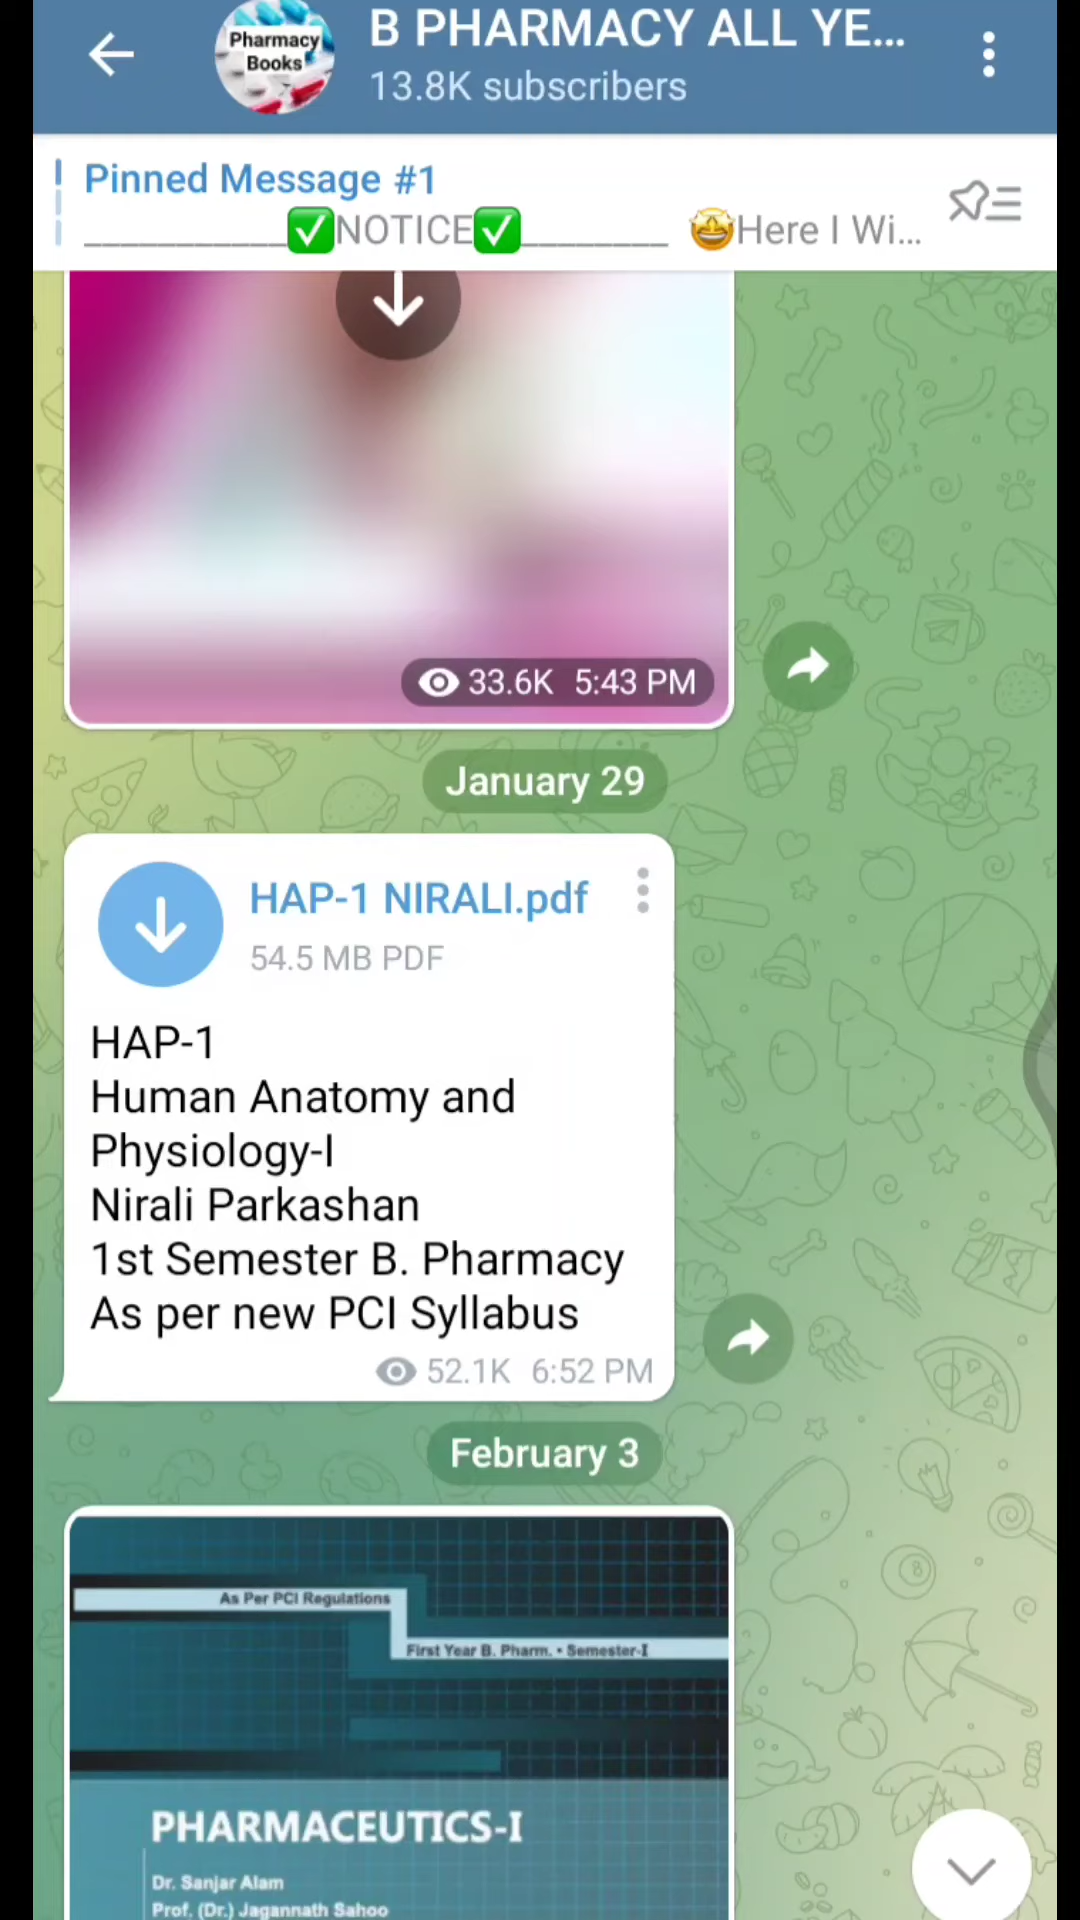 Pharmacy
Books
B PHARMACY ALL YE...
13.8K subscribers
Pinned Message #1
___________✅NOTICE✅________ 🤩Here I Wi...
33.6K 5:43 PM
January 29
HAP-1 NIRALI.pdf
54.5 MB PDF
HAP-1
Human Anatomy and
Physiology-I
Nirali Parkashan
1st Semester B. Pharmacy
As per new PCI Syllabus
52.1K 6:52 PM
February 3
As Per PCI Regulations
First Year B. Pharm. • Semester-I
PHARMACEUTICS-I
Dr. Sanjar Alam
Prof. (Dr.) Jagannath Sahoo